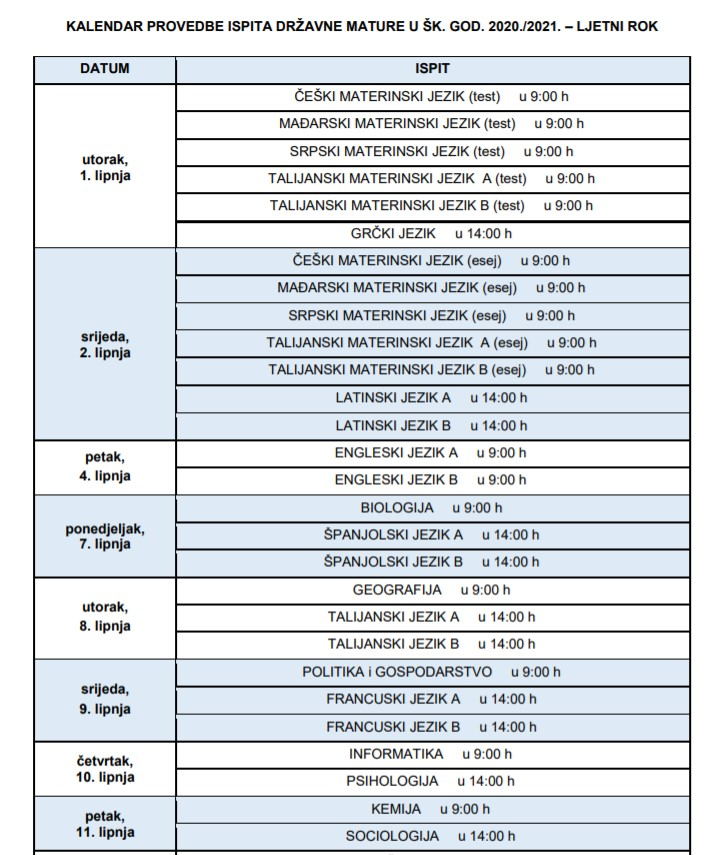 KALENDAR PROVEDBE ISPITA DRŽAVNE MATURE U ŠK. GOD. 2020./2021. – LJETNI ROK
DATUM ISPIT
utorak,
1. lipnja
ČEŠKI MATERINSKI JEZIK (test) u 9:00 h
MAĐARSKI MATERINSKI JEZIK (test) u 9:00 h
SRPSKI MATERINSKI JEZIK (test) u 9:00 h
TALIJANSKI MATERINSKI JEZIK A (test) u 9:00 h
TALIJANSKI MATERINSKI JEZIK B (test) u 9:00 h
GRČKI JEZIK u 14:00 h
srijeda,
2. lipnja
ČEŠKI MATERINSKI JEZIK (esej) u 9:00 h
MAĐARSKI MATERINSKI JEZIK (esej) u 9:00 h
SRPSKI MATERINSKI JEZIK (esej) u 9:00 h
TALIJANSKI MATERINSKI JEZIK A (esej) u 9:00 h
TALIJANSKI MATERINSKI JEZIK B (esej) u 9:00 h
LATINSKI JEZIK A u 14:00 h
LATINSKI JEZIK B u 14:00 h
petak,
4. lipnja
ENGLESKI JEZIK A u 9:00 h
ENGLESKI JEZIK B u 9:00 h
ponedjeljak,
7. lipnja
BIOLOGIJA u 9:00 h
ŠPANJOLSKI JEZIK A u 14:00 h
ŠPANJOLSKI JEZIK B u 14:00 h
utorak,
8. lipnja
GEOGRAFIJA u 9:00 h
TALIJANSKI JEZIK A u 14:00 h
TALIJANSKI JEZIK B u 14:00 h
srijeda,
9. lipnja
POLITIKA i GOSPODARSTVO u 9:00 h
FRANCUSKI JEZIK A u 14:00 h
FRANCUSKI JEZIK B u 14:00 h
četvrtak,
10. lipnja
INFORMATIKA u 9:00 h
PSIHOLOGIJA u 14:00 h
petak,
11. lipnja
KEMIJA u 9:00 h
SOCIOLOGIJA u 14:00 h